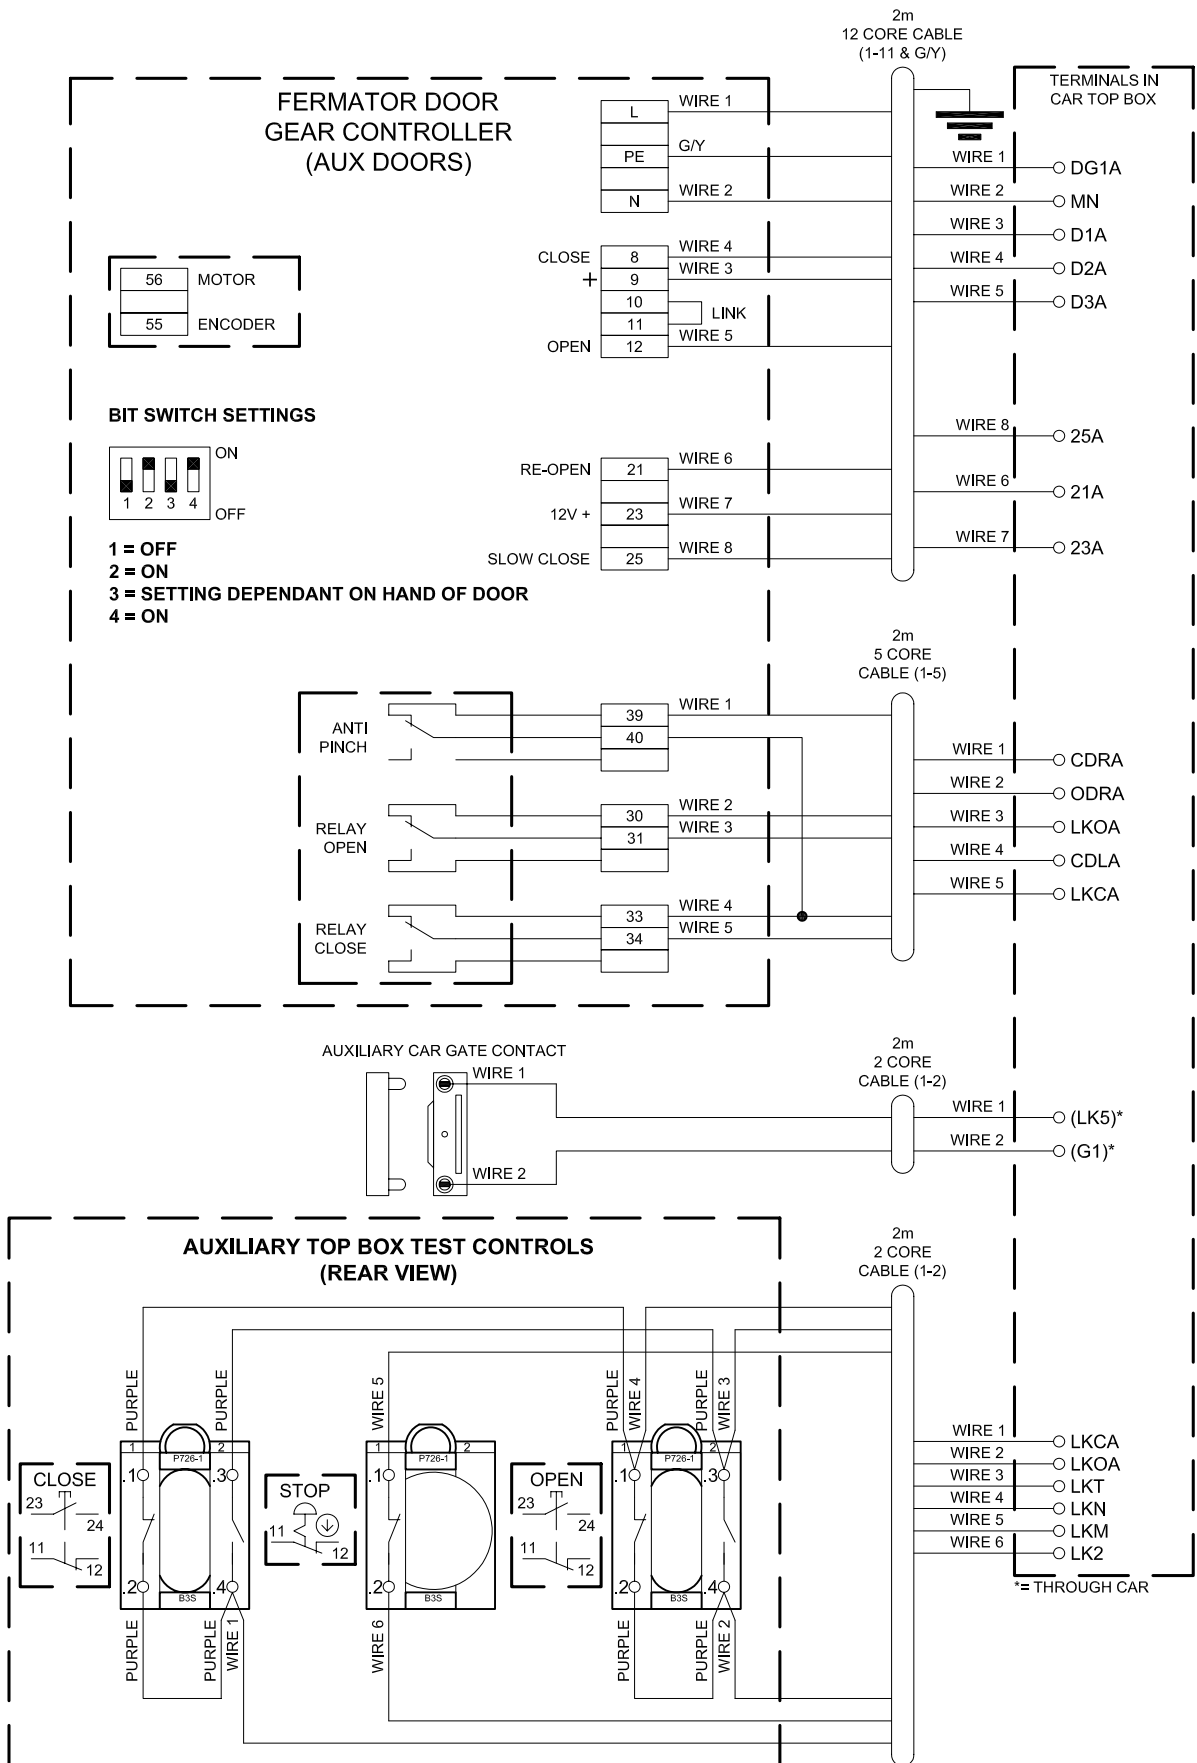 2m
12 CORE CABLE
(1-11 & G/Y)
TERMINALS IN
CAR TOP BOX
FERMATOR DOOR
GEAR CONTROLLER
(AUX DOORS)
L
WIRE 1
PE
G/Y
N
WIRE 2
WIRE 1
DG1A
WIRE 2
MN
WIRE 3
D1A
WIRE 4
D2A
WIRE 5
D3A
CLOSE
8
WIRE 4
+
9
WIRE 3
10
11
LINK
OPEN
12
WIRE 5
56
MOTOR
55
ENCODER
BIT SWITCH SETTINGS
ON
1 2 3 4
OFF
1 = OFF
2 = ON
3 = SETTING DEPENDANT ON HAND OF DOOR
4 = ON
RE-OPEN
21
WIRE 6
12V +
23
WIRE 7
SLOW CLOSE
25
WIRE 8
WIRE 8
25A
WIRE 6
21A
WIRE 7
23A
2m
5 CORE
CABLE (1-5)
ANTI
PINCH
39
WIRE 1
40
RELAY
OPEN
30
WIRE 2
31
WIRE 3
RELAY
CLOSE
33
WIRE 4
34
WIRE 5
WIRE 1
CDRA
WIRE 2
ODRA
WIRE 3
LKOA
WIRE 4
CDLA
WIRE 5
LKCA
AUXILIARY CAR GATE CONTACT
WIRE 1
WIRE 2
2m
2 CORE
CABLE (1-2)
WIRE 1
(LK5)*
WIRE 2
(G1)*
AUXILIARY TOP BOX TEST CONTROLS
(REAR VIEW)
2m
2 CORE
CABLE (1-2)
PURPLE
PURPLE
WIRE 5
PURPLE
WIRE 4
PURPLE
WIRE 3
CLOSE
23
24
11
12
1
2
P726-1
.1
.3
.2
.4
B3S
STOP
11
12
1
2
P726-1
.1
.2
B3S
OPEN
23
24
11
12
1
2
P726-1
.1
.3
.2
.4
B3S
PURPLE
PURPLE
WIRE 1
WIRE 6
PURPLE
PURPLE
WIRE 2
WIRE 1
LKCA
WIRE 2
LKOA
WIRE 3
LKT
WIRE 4
LKN
WIRE 5
LKM
WIRE 6
LK2
*= THROUGH CAR